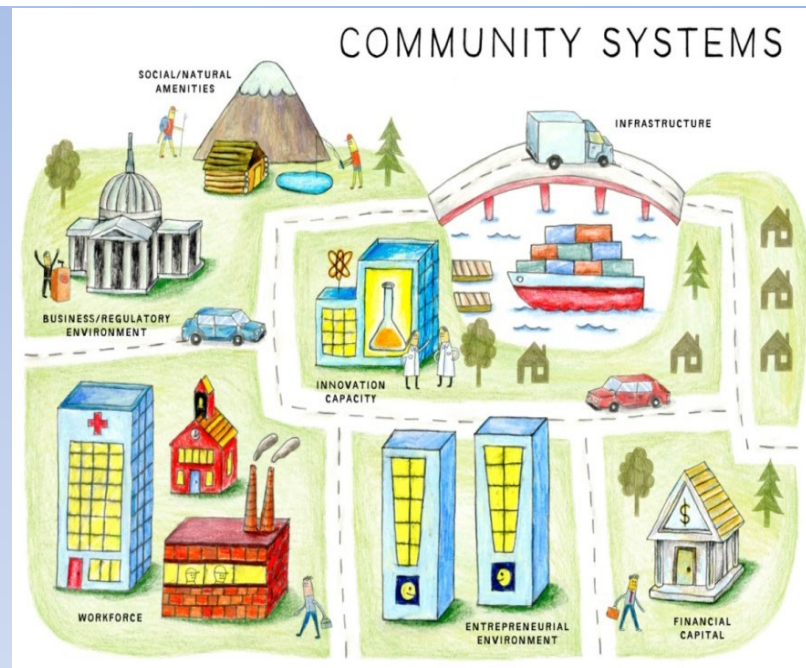 COMMUNITY SYSTEMS
SOCIAL/NATURAL
AMENITIES
INFRASTRUCTURE
BUSINESS/REGULATORY
ENVIRONMENT
INNOVATION
CAPACITY
$
WORKFORCE
ENTREPRENEURIAL
ENVIRONMENT
FINANCIAL
CAPITAL